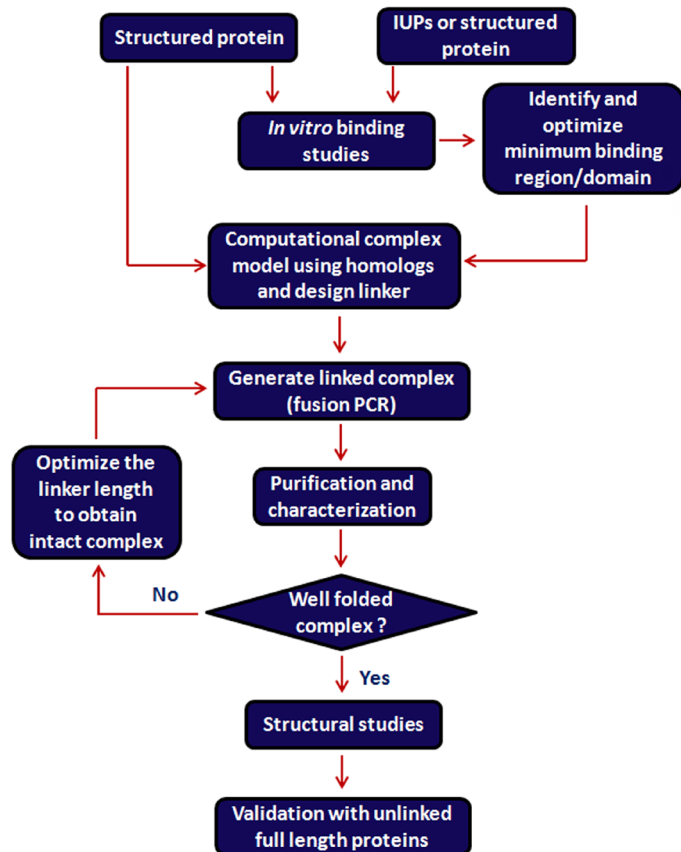 Structured protein
IUPs or structured
protein
In vitro binding
studies
Identify and
optimize
minimum binding
region/domain
Computational complex
model using homologs
and design linker
Generate linked complex
(fusion PCR)
Optimize the
linker length
to obtain
intact complex
Purification and
characterization
Well folded
complex ?
No
Yes
Structural studies
Validation with unlinked
full length proteins